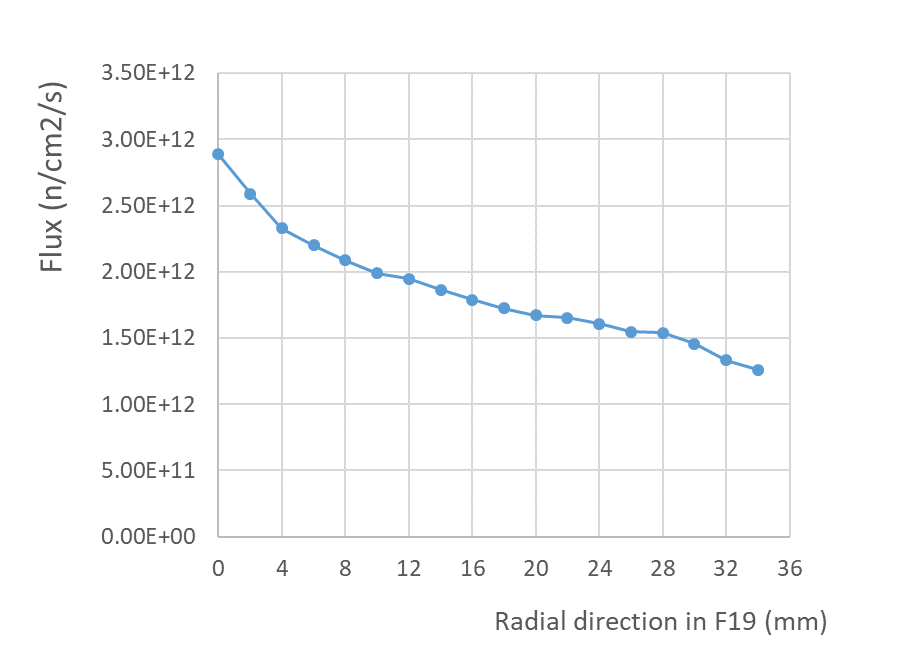 3.50E+12
3.00E+12
2.50E+12
2.00E+12
1.50E+12
1.00E+12
5.00E+11
0.00E+00
Flux (n/cm2/s)
0 4 8 12 16 20 24 28 32 36
Radial direction in F19 (mm)